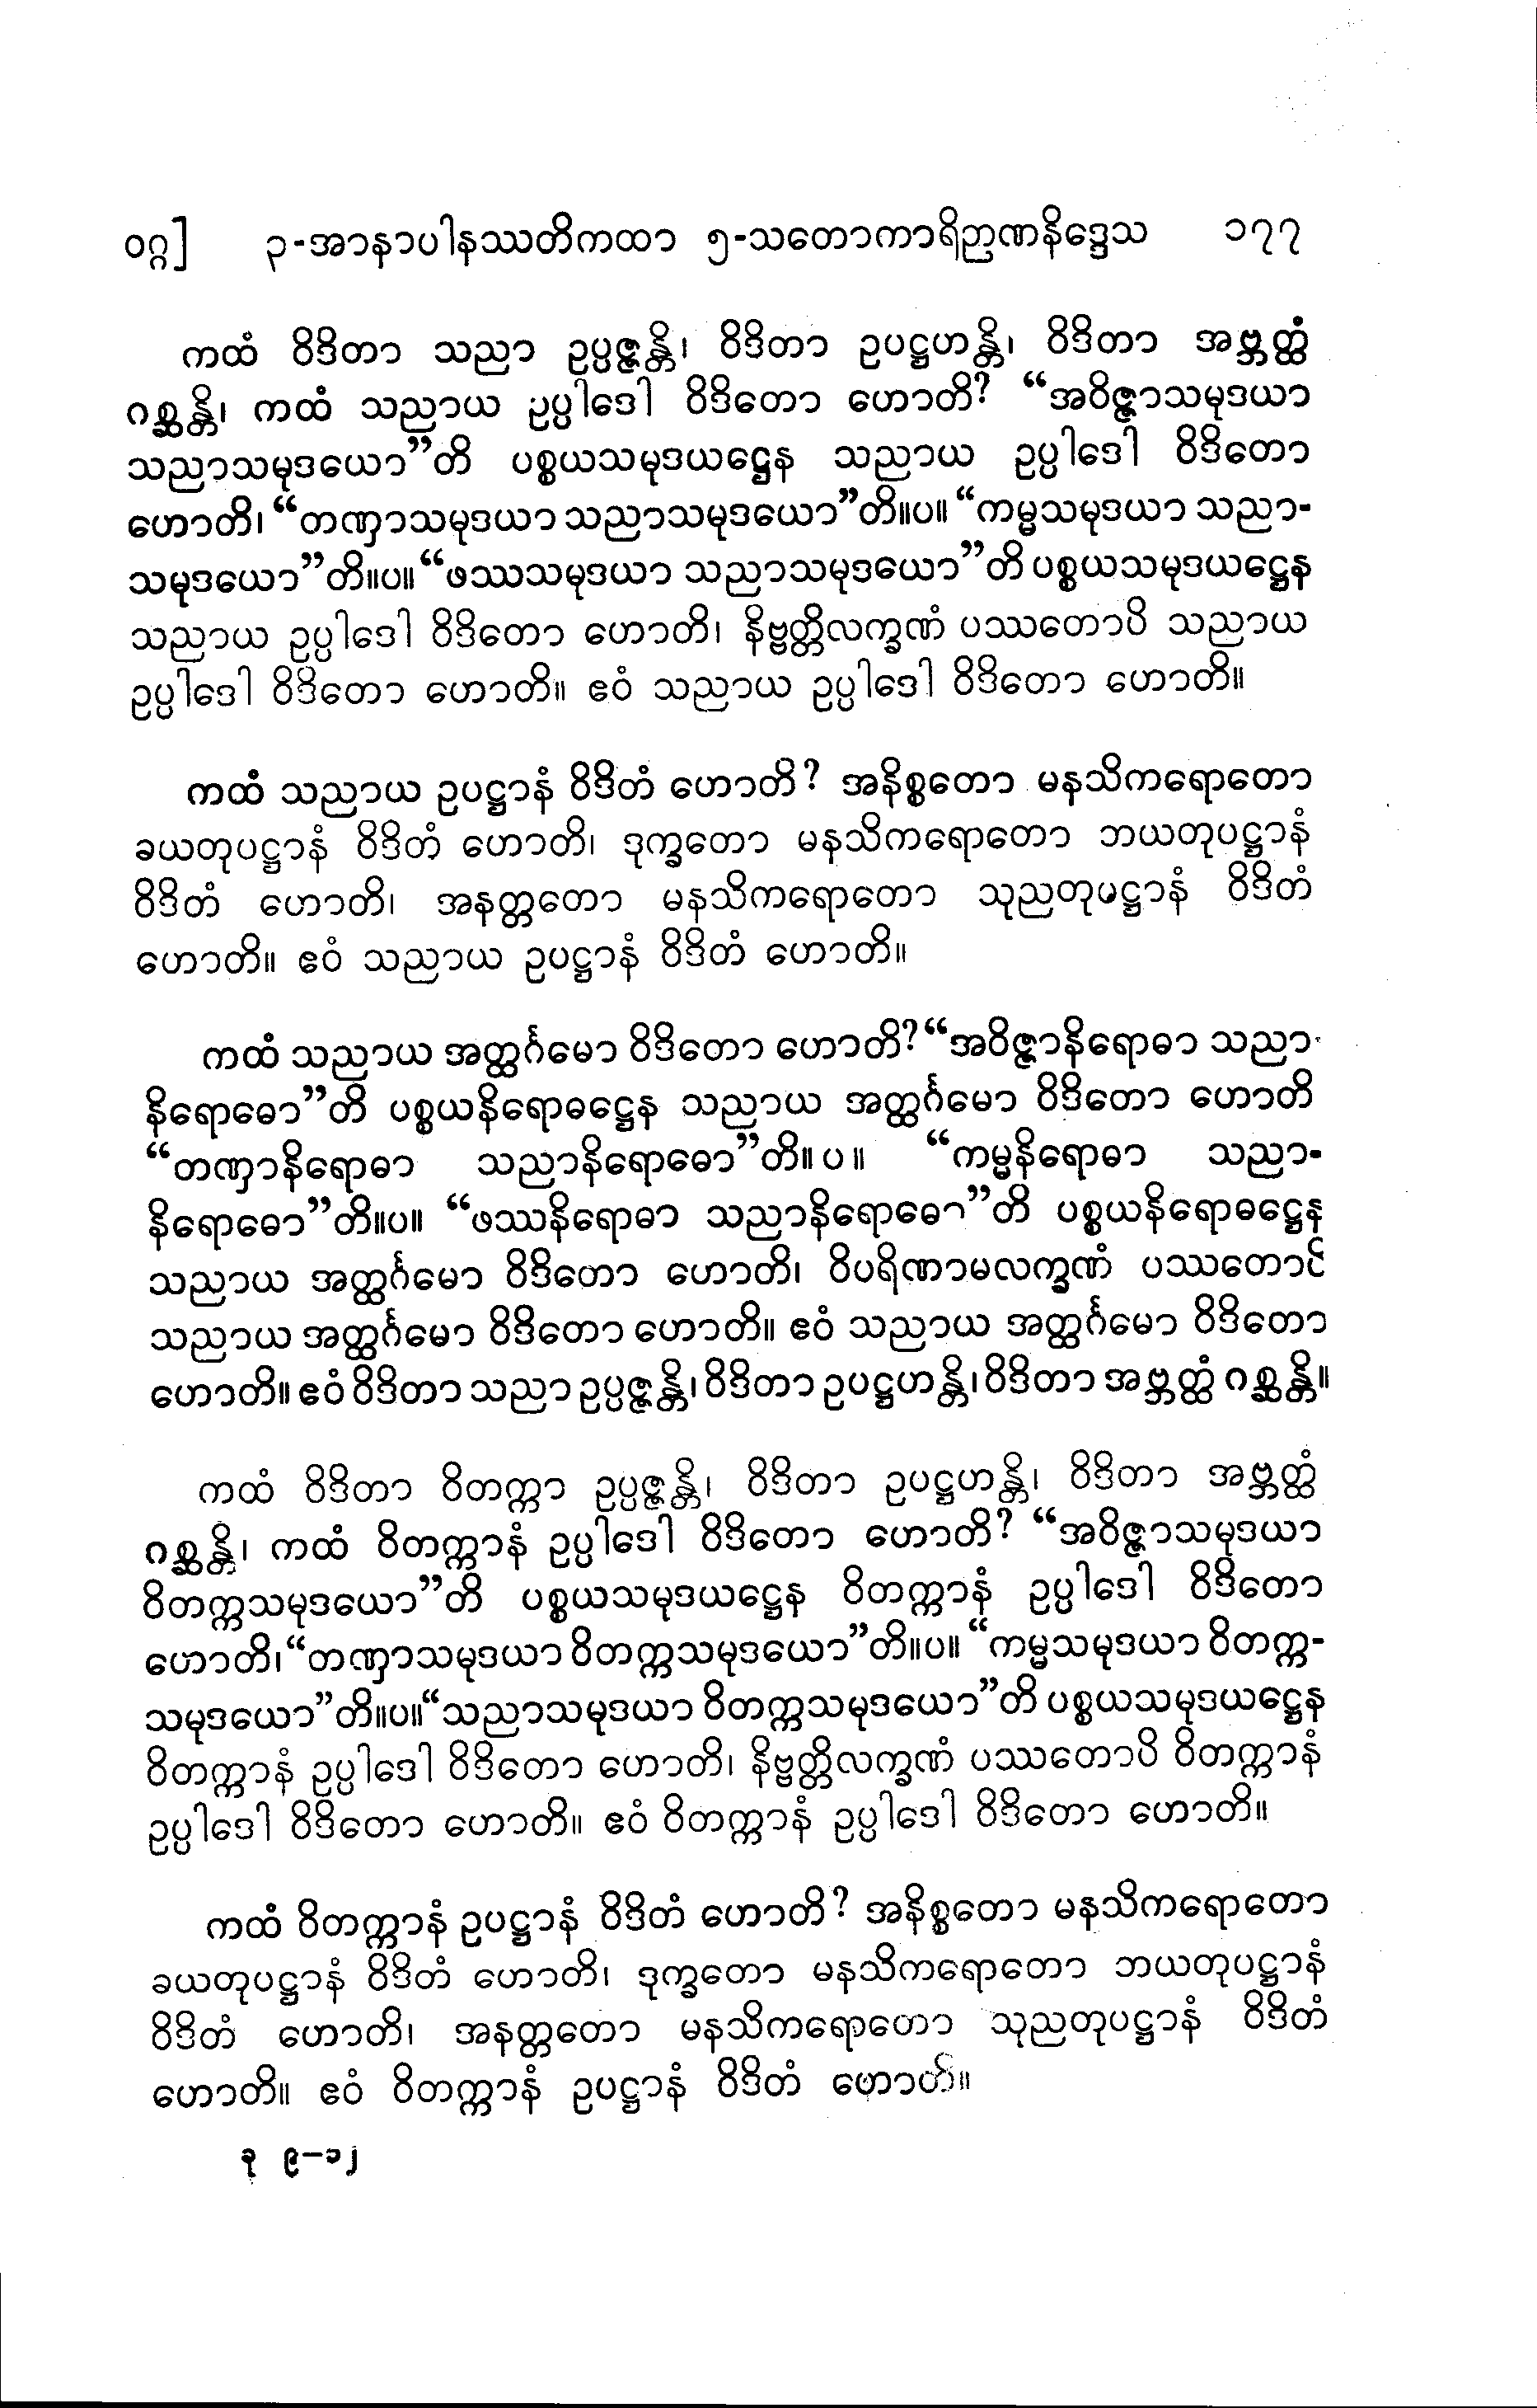 ဝဂ္ဂ] ၃-အာနာပါနဿတိကထာ ၅-သတောကာရိဉာဏနိဒ္ဒေသ ၁၇၇
ကထံ ဝိဒိတာ သညာ ဥပ္ပဇ္ဇန္တိ၊ ဝိဒိတာ ဥပဋ္ဌဟန္တိ၊ ဝိဒိတာ အဗ္ဘတ္ထံ
ဂစ္ဆန္တိ၊ ကထံ သညာယ ဥပ္ပါဒေါ ဝိဒိတော ဟောတိ? “အဝိဇ္ဇာသမုဒယာ
သညာသမုဒယော”တိ ပစ္စယသမုဒယဋ္ဌေန သညာယ ဥပ္ပါဒေါ ဝိဒိတော
ဟောတိ၊ “တဏှာသမုဒယာ သညာသမုဒယော”တိ။ပ။ “ကမ္မသမုဒယာ သညာ-
သမုဒယော”တိ။ပ။ “ဖဿသမုဒယာ သညာသမုဒယော”တိ ပစ္စယသမုဒယဋ္ဌေန
သညာယ ဥပ္ပါဒေါ ဝိဒိတော ဟောတိ၊ နိဗ္ဗတ္တိလက္ခဏံ ပဿတောပိ သညာယ
ဥပ္ပါဒေါ ဝိဒိတော ဟောတိ။ ဧဝံ သညာယ ဥပ္ပါဒေါ ဝိဒိတော ဟောတိ။
ကထံ သညာယ ဥပဋ္ဌာနံ ဝိဒိတံ ဟောတိ? အနိစ္စတော မနသိကရောတော
ခယတုပဋ္ဌာနံ ဝိဒိတံ ဟောတိ၊ ဒုက္ခတော မနသိကရောတော ဘယတုပဋ္ဌာနံ
ဝိဒိတံ ဟောတိ၊ အနတ္တတော မနသိကရောတော သုညတုပဋ္ဌာနံ ဝိဒိတံ
ဟောတိ။ ဧဝံ သညာယ ဥပဋ္ဌာနံ ဝိဒိတံ ဟောတိ။
ကထံ သညာယ အတ္ထင်္ဂမော ဝိဒိတော ဟောတိ? “အဝိဇ္ဇာနိရောဓာ သညာ-
နိရောဓော”တိ ပစ္စယနိရောဓဋ္ဌေန သညာယ အတ္ထင်္ဂမော ဝိဒိတော ဟောတိ
“တဏှာနိရောဓာ သညာနိရောဓော”တိ။ ပ ။ “ကမ္မနိရောဓာ သညာ-
နိရောဓော”တိ။ပ။ “ဖဿနိရောဓာ သညာနိရောဓော”တိ ပစ္စယနိရောဓဋ္ဌေန
သညာယ အတ္ထင်္ဂမော ဝိဒိတော ဟောတိ၊ ဝိပရိဏာမလက္ခဏံ ပဿတောပိ
သညာယ အတ္ထင်္ဂမော ဝိဒိတော ဟောတိ။ ဧဝံ သညာယ အတ္ထင်္ဂမော ဝိဒိတော
ဟောတိ။ ဧဝံ ဝိဒိတာ သညာ ဥပ္ပဇ္ဇန္တိ၊ ဝိဒိတာ ဥပဋ္ဌဟန္တိ၊ ဝိဒိတာ အဗ္ဘတ္ထံ ဂစ္ဆန္တိ။
ကထံ ဝိဒိတာ ဝိတက္ကာ ဥပ္ပဇ္ဇန္တိ၊ ဝိဒိတာ ဥပဋ္ဌဟန္တိ၊ ဝိဒိတာ အဗ္ဘတ္ထံ
ဂစ္ဆန္တိ၊ ကထံ ဝိတက္ကာနံ ဥပ္ပါဒေါ ဝိဒိတော ဟောတိ? “အဝိဇ္ဇာသမုဒယာ
ဝိတက္ကသမုဒယော”တိ ပစ္စယသမုဒယဋ္ဌေန ဝိတက္ကာနံ ဥပ္ပါဒေါ ဝိဒိတော
ဟောတိ၊ “တဏှာသမုဒယာ ဝိတက္ကသမုဒယော”တိ။ပ။ “ကမ္မသမုဒယာ ဝိတက္က-
သမုဒယော”တိ။ပ။ “သညာသမုဒယာ ဝိတက္ကသမုဒယော”တိ ပစ္စယသမုဒယဋ္ဌေန
ဝိတက္ကာနံ ဥပ္ပါဒေါ ဝိဒိတော ဟောတိ၊ နိဗ္ဗတ္တိလက္ခဏံ ပဿတောပိ ဝိတက္ကာနံ
ဥပ္ပါဒေါ ဝိဒိတော ဟောတိ။ ဧဝံ ဝိတက္ကာနံ ဥပ္ပါဒေါ ဝိဒိတော ဟောတိ။
ကထံ ဝိတက္ကာနံ ဥပဋ္ဌာနံ ဝိဒိတံ ဟောတိ? အနိစ္စတော မနသိကရောတော
ခယတုပဋ္ဌာနံ ဝိဒိတံ ဟောတိ၊ ဒုက္ခတော မနသိကရောတော ဘယတုပဋ္ဌာနံ
ဝိဒိတံ ဟောတိ၊ အနတ္တတော မနသိကရောတော သုညတုပဋ္ဌာနံ ဝိဒိတံ
ဟောတိ။ ဧဝံ ဝိတက္ကာနံ ဥပဋ္ဌာနံ ဝိဒိတံ ဟောတိ။
ခု ၉-၁၂